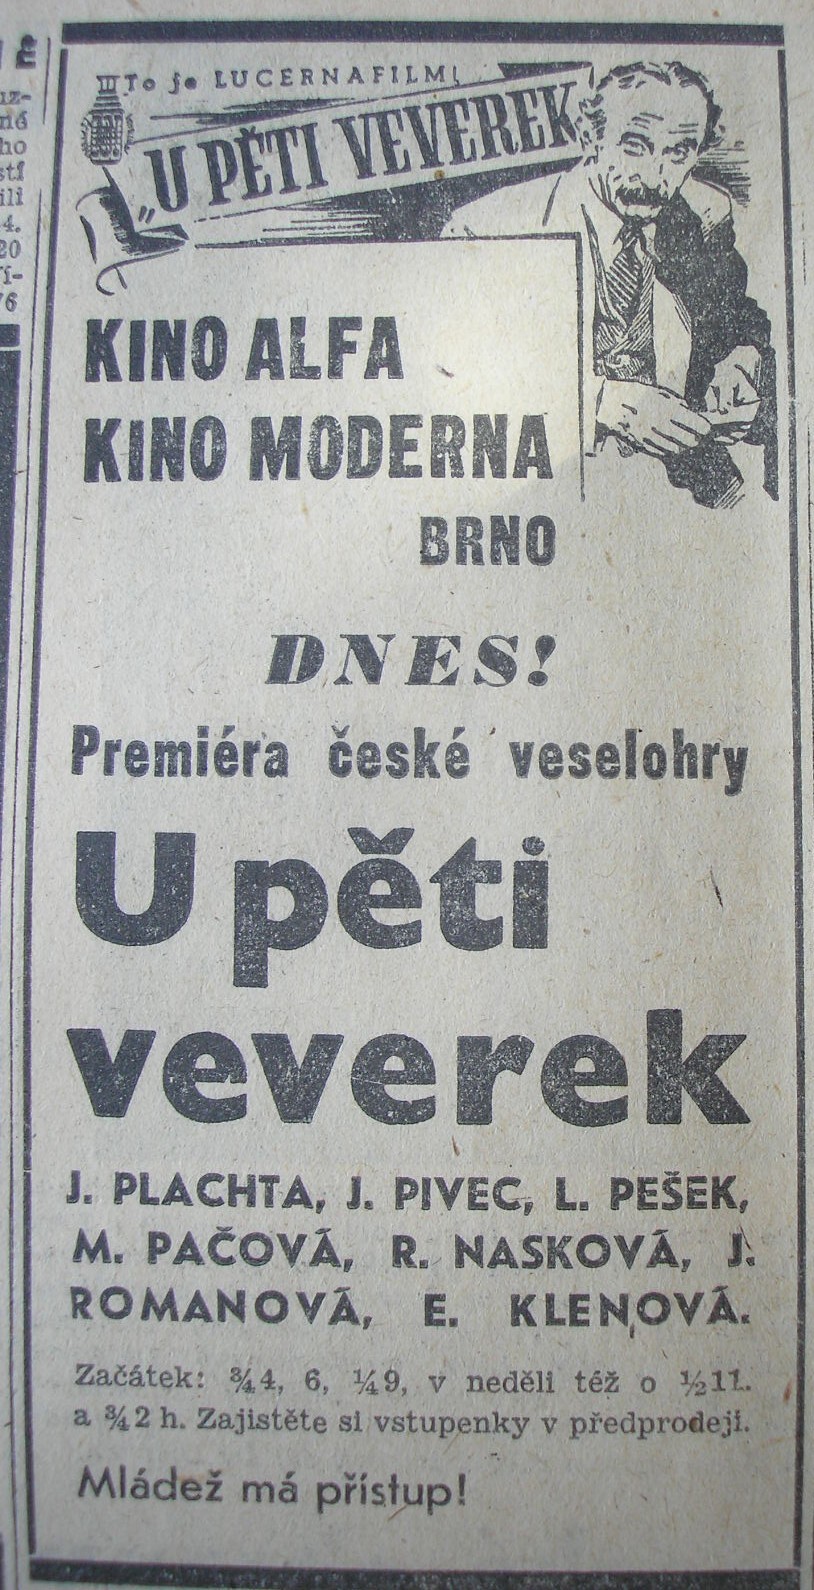 To je LUCERNAFILM!
„U PĚTI VEVEREK
KINO ALFA
KINO MODERNA
BRNO
DNES!
Premiéra české veselohry
U pěti
veverek
J. PLACHTA, J. PIVEC, L. PEŠEK,
M. PAČOVÁ, R. NASKOVÁ, J.
ROMANOVÁ, E. KLENOVÁ.
Začátek: ¾4, 6, ¼9, v neděli též o ½11.
a ¾2 h. Zajistěte si vstupenky v předprodeji.
Mládež má přístup!